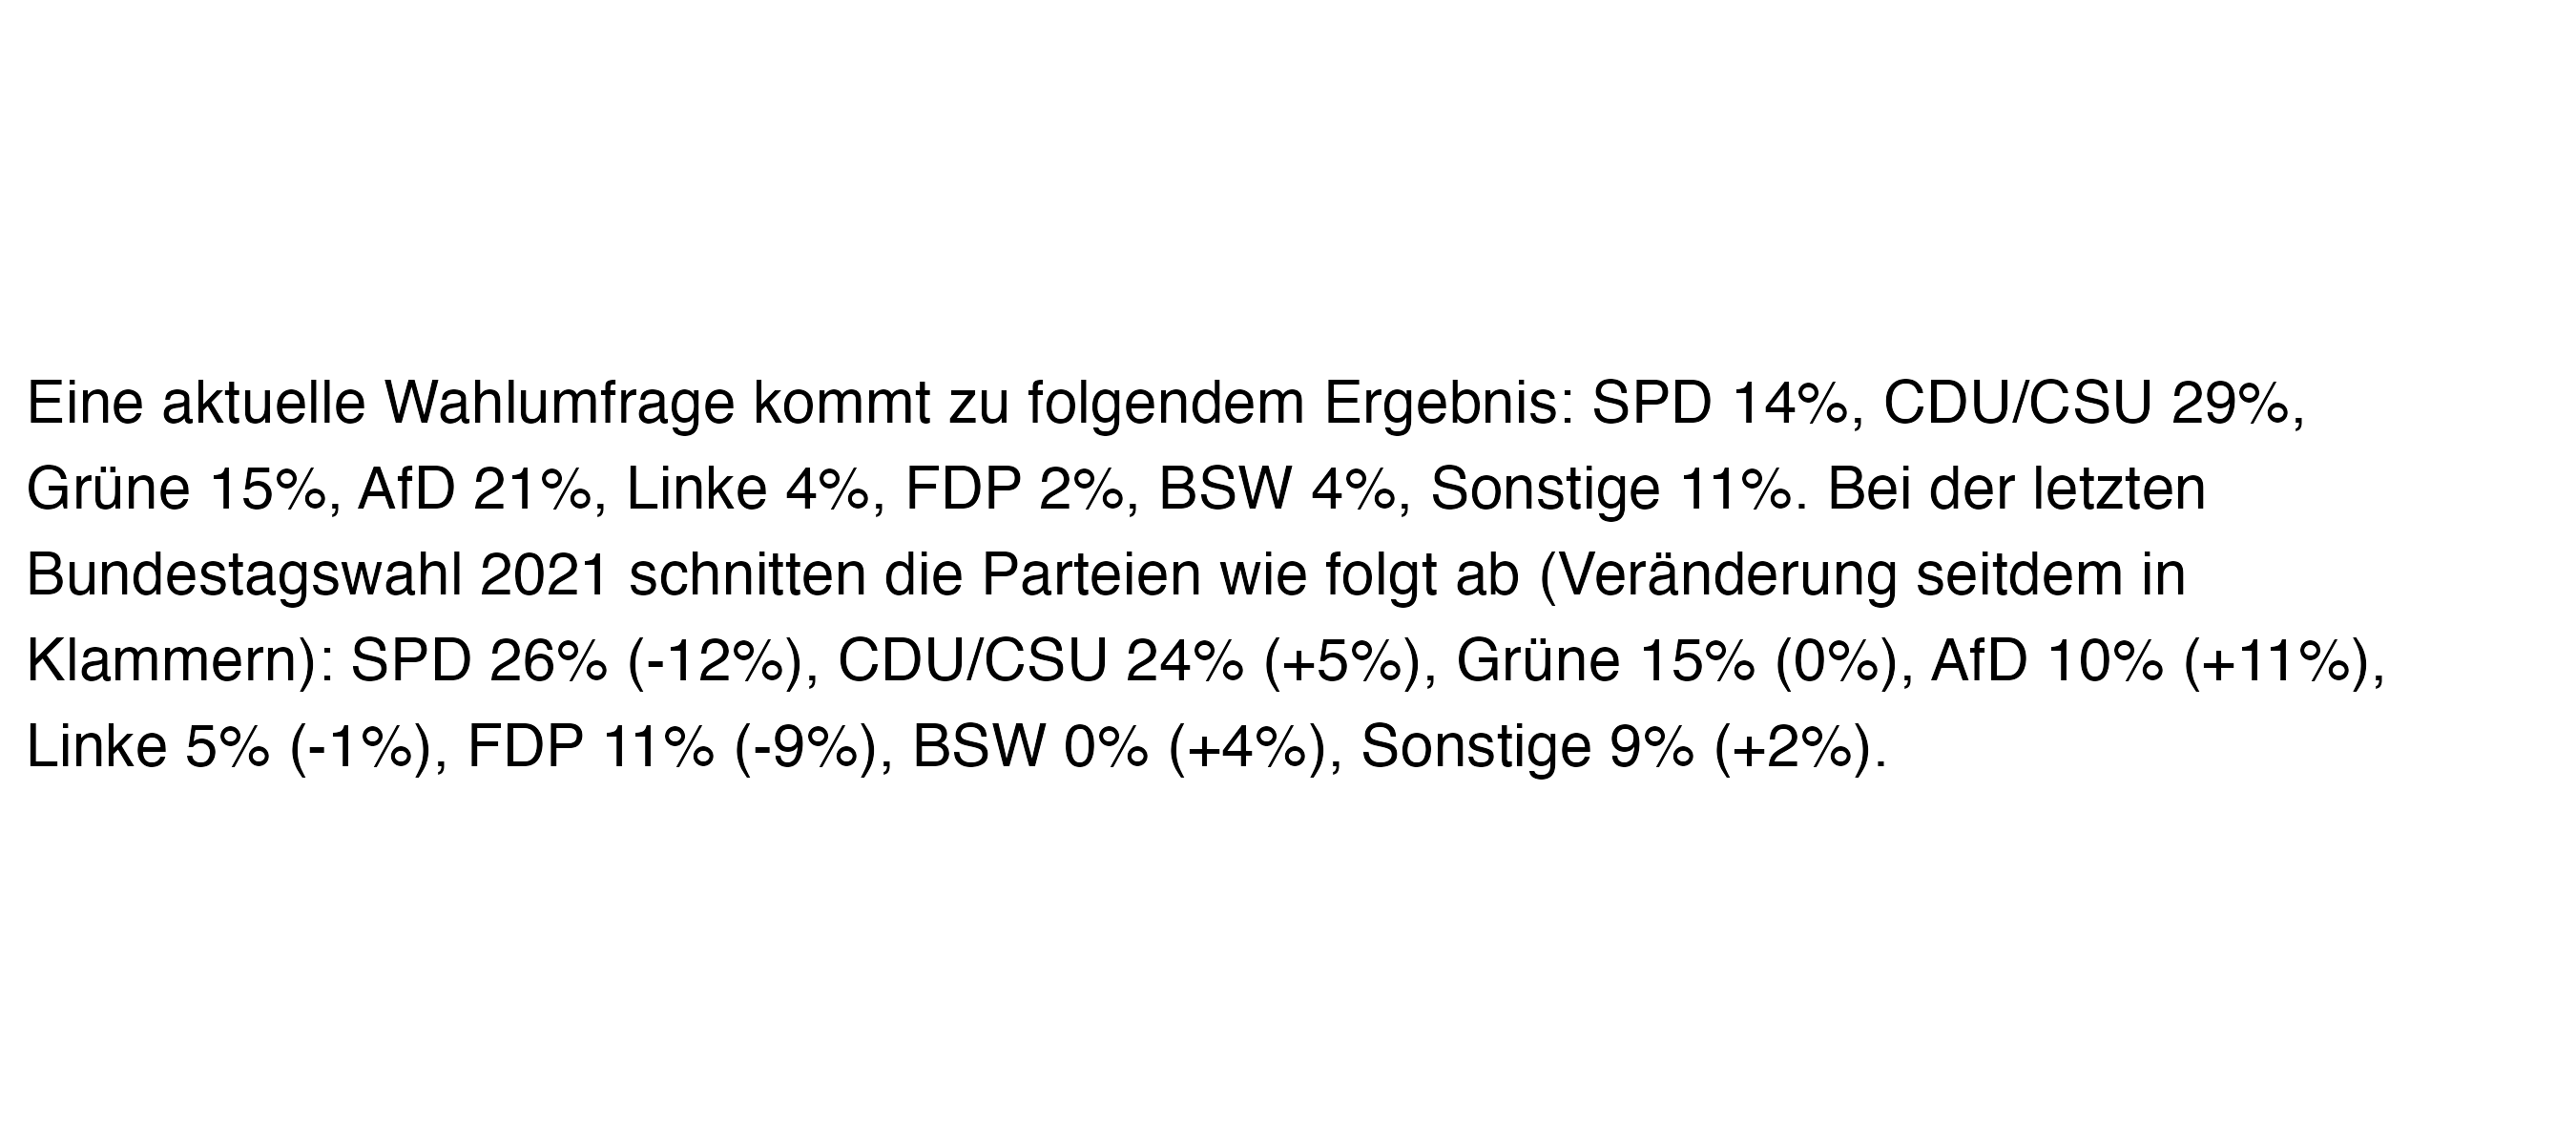 Eine aktuelle Wahlumfrage kommt zu folgendem Ergebnis: SPD 14%, CDU/CSU 29%,
Grüne 15%, AfD 21%, Linke 4%, FDP 2%, BSW 4%, Sonstige 11%. Bei der letzten
Bundestagswahl 2021 schnitten die Parteien wie folgt ab (Veränderung seitdem in
Klammern): SPD 26% (-12%), CDU/CSU 24% (+5%), Grüne 15% (0%), AfD 10% (+11%),
Linke 5% (-1%), FDP 11% (-9%), BSW 0% (+4%), Sonstige 9% (+2%).